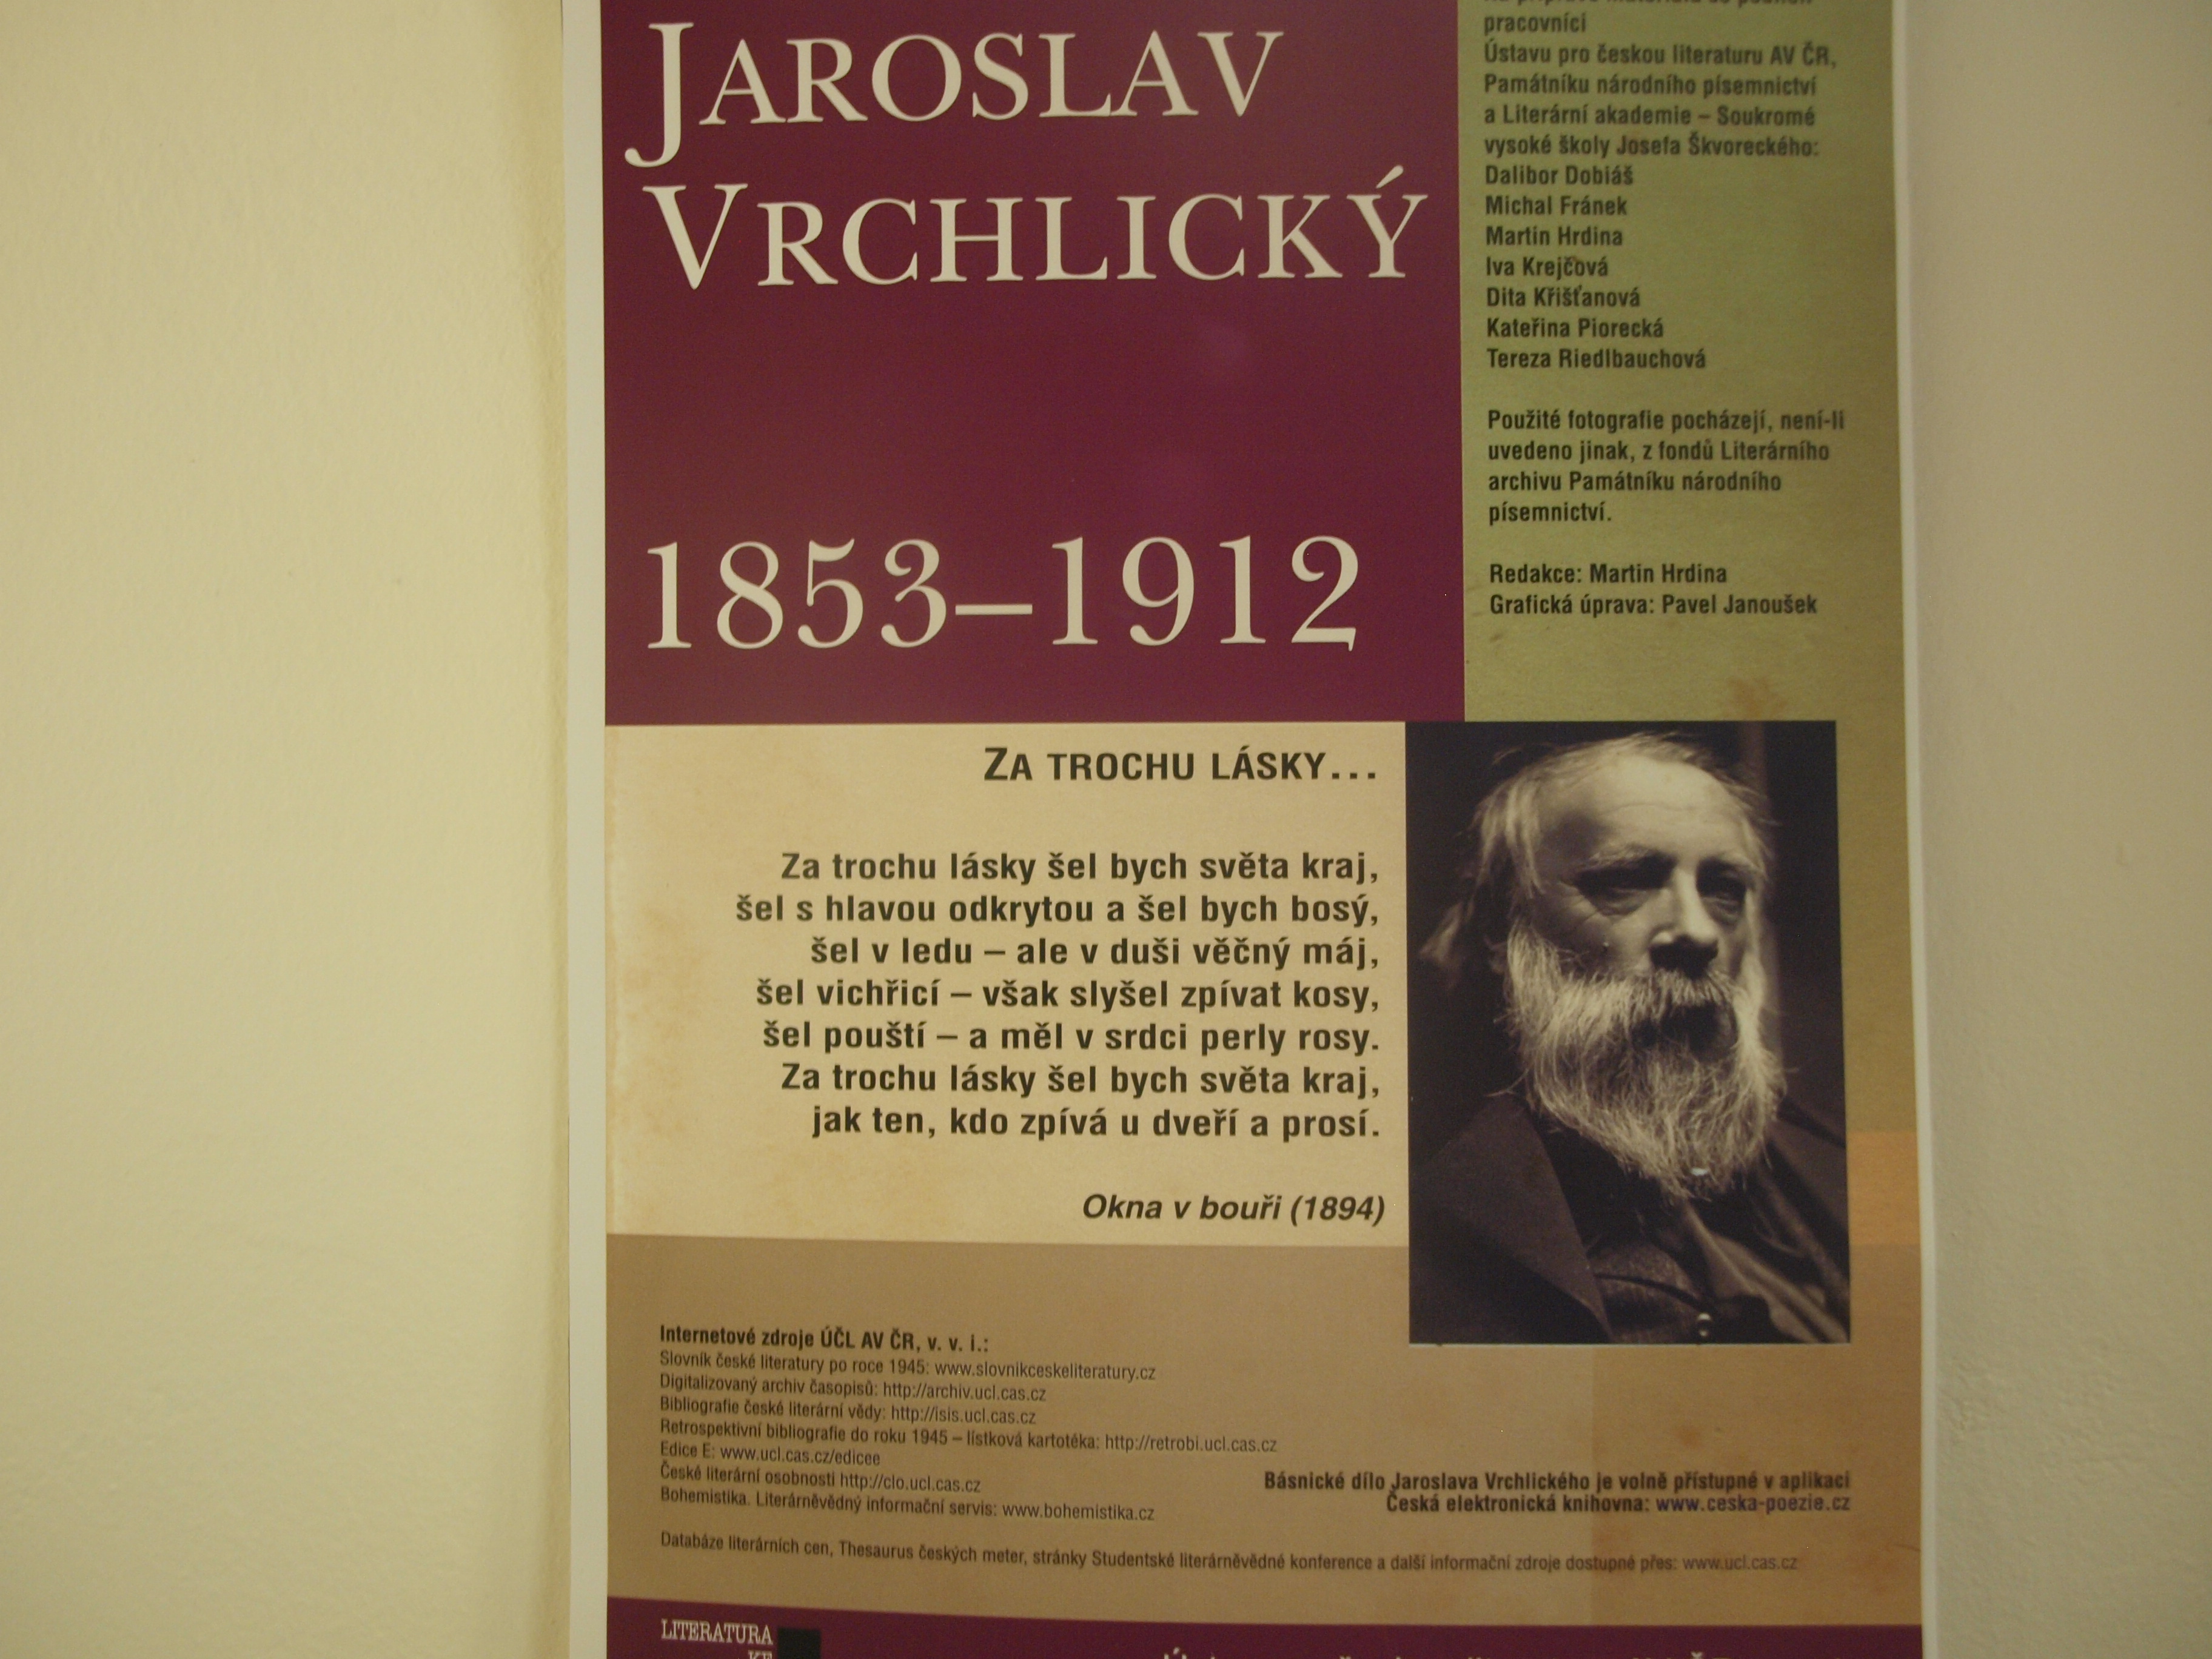 JAROSLAV
VRCHLICKÝ
1853–1912
pracovníci
Ústavu pro českou literaturu AV ČR,
Památníku národního písemnictví
a Literární akademie – Soukromé
vysoké školy Josefa Škvoreckého:
Dalibor Dobiáš
Michal Fránek
Martin Hrdina
Iva Krejčová
Dita Křišťanová
Kateřina Piorecká
Tereza Riedlbauchová
Použité fotografie pocházejí, není-li
uvedeno jinak, z fondů Literárního
archivu Památníku národního
písemnictví.
Redakce: Martin Hrdina
Grafická úprava: Pavel Janoušek
ZA TROCHU LÁSKY...
Za trochu lásky šel bych světa kraj,
šel s hlavou odkrytou a šel bych bosý,
šel v ledu – ale v duši věčný máj,
šel vichřicí – však slyšel zpívat kosy,
šel pouští – a měl v srdci perly rosy.
Za trochu lásky šel bych světa kraj,
jak ten, kdo zpívá u dveří a prosí.
Okna v bouři (1894)
Internetové zdroje ÚČL AV ČR, v. v. i.:
Slovník české literatury po roce 1945: www.slovnikceskeliteratury.cz
Digitalizovaný archiv časopisů: http://archiv.ucl.cas.cz
Bibliografie české literární vědy: http://isis.ucl.cas.cz
Retrospektivní bibliografie do roku 1945 – lístková kartotéka: http://retrobi.ucl.cas.cz
Edice E: www.ucl.cas.cz/edicee
České literární osobnosti http://clo.ucl.cas.cz
Bohemistika. Literárněvědný informační servis: www.bohemistika.cz
Básnické dílo Jaroslava Vrchlického je volně přístupné v aplikaci
Česká elektronická knihovna: www.ceska-poezie.cz
Databáze literárních cen, Thesaurus českých meter, stránky Studentské literárněvědné konference a další informační zdroje dostupné přes: www.ucl.cas.cz
LITERATURA
KE